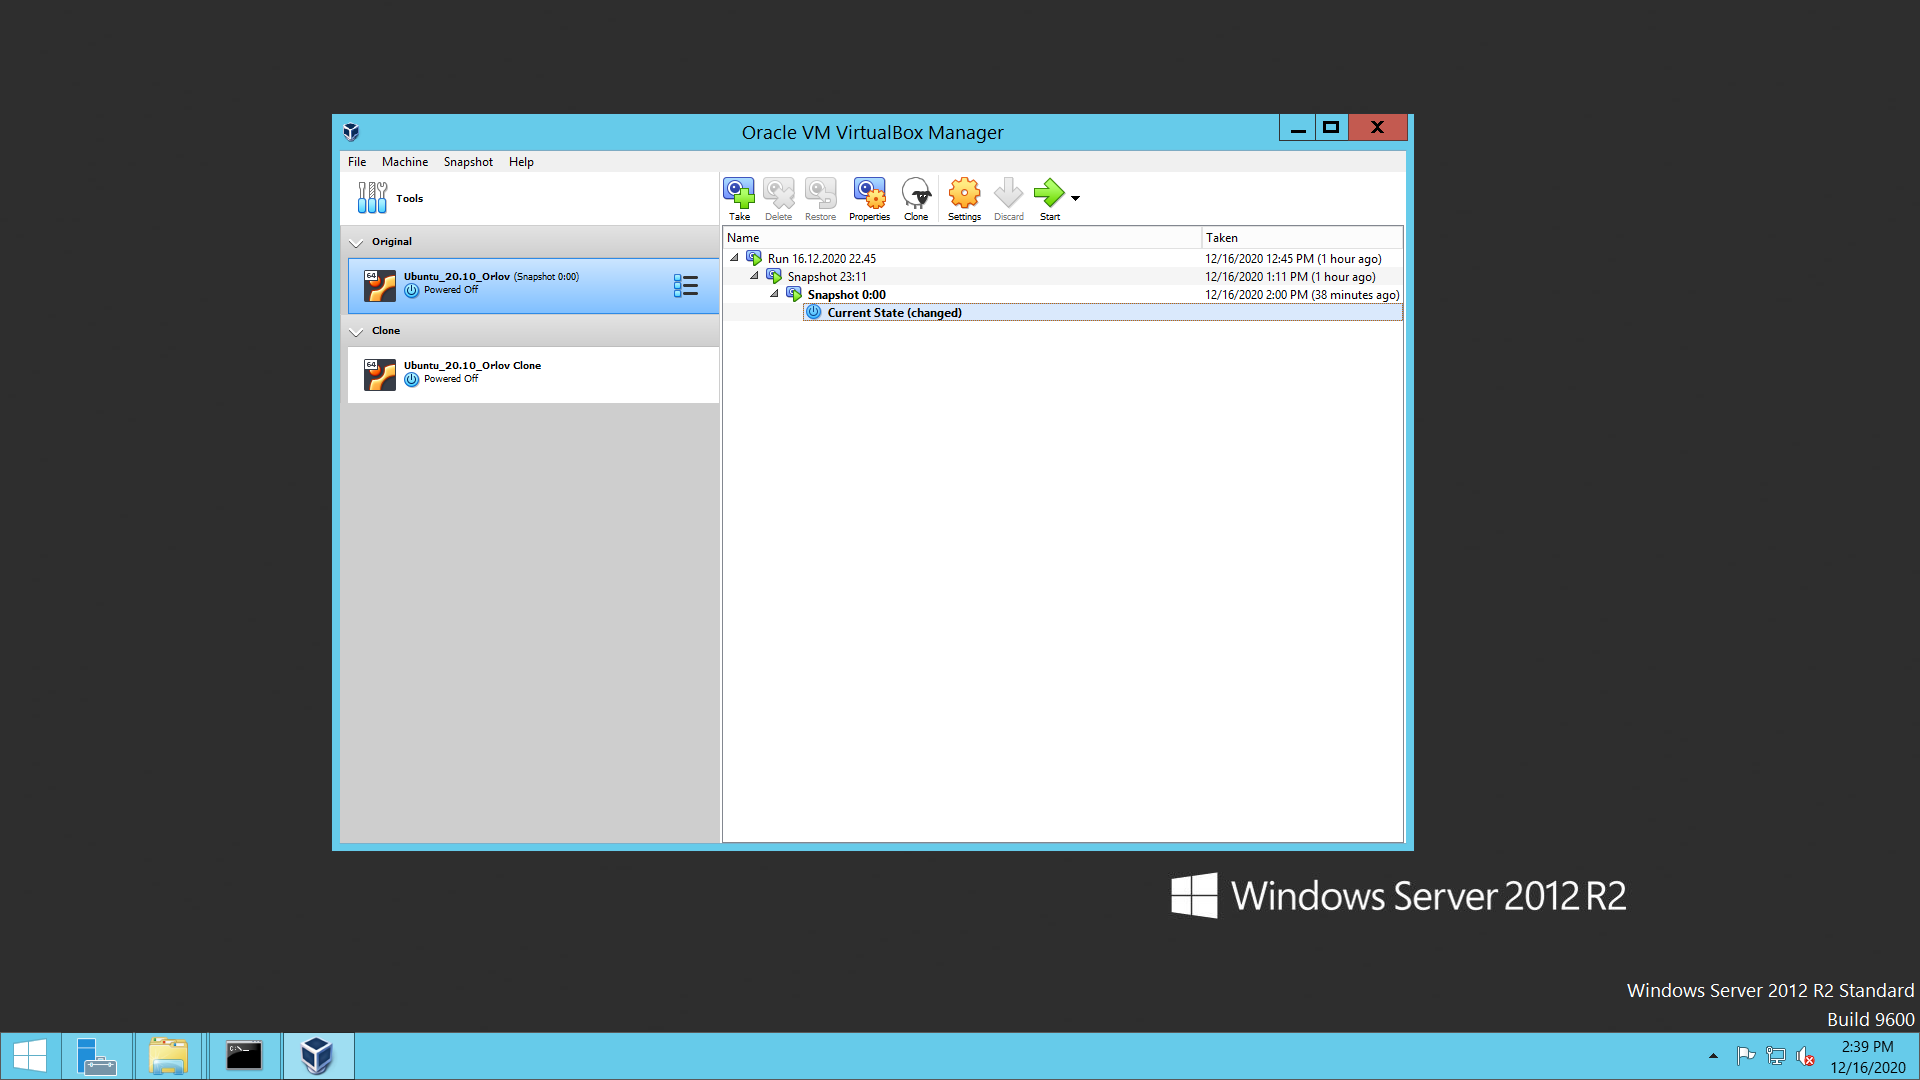 Oracle VM VirtualBox Manager
X
File Machine Snapshot Help
Tools
Take Delete Restore Properties Clone Settings Discard Start
Original
64
Ubuntu_20.10_Orlov (Snapshot 0:00)
Powered Off
Clone
64
Ubuntu_20.10_Orlov Clone
Powered Off
Name Taken
Run 16.12.2020 22.45 12/16/2020 12:45 PM (1 hour ago)
Snapshot 23:11 12/16/2020 1:11 PM (1 hour ago)
Snapshot 0:00 12/16/2020 2:00 PM (38 minutes ago)
Current State (changed)
Windows Server 2012 R2
Windows Server 2012 R2 Standard
Build 9600
C:\_
2:39 PM
12/16/2020